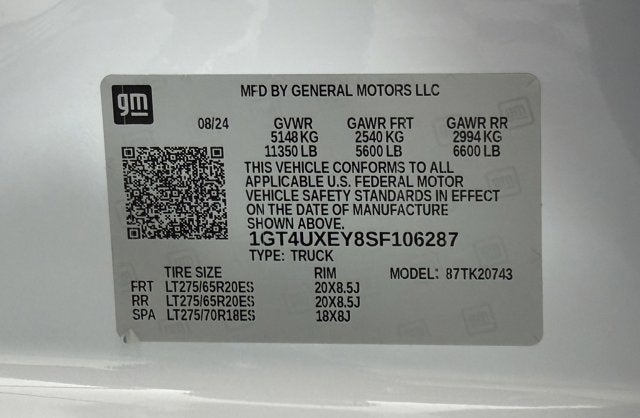 gm
MFD BY GENERAL MOTORS LLC
08/24 GVWR GAWR FRT GAWR RR
5148 KG 2540 KG 2994 KG
11350 LB 5600 LB 6600 LB
THIS VEHICLE CONFORMS TO ALL
APPLICABLE U.S. FEDERAL MOTOR
VEHICLE SAFETY STANDARDS IN EFFECT
ON THE DATE OF MANUFACTURE
SHOWN ABOVE.
1GT4UXEY8SF106287
TYPE: TRUCK
TIRE SIZE RIM MODEL: 87TK20743
FRT LT275/65R20ES 20X8.5J
RR LT275/65R20ES 20X8.5J
SPA LT275/70R18ES 18X8J